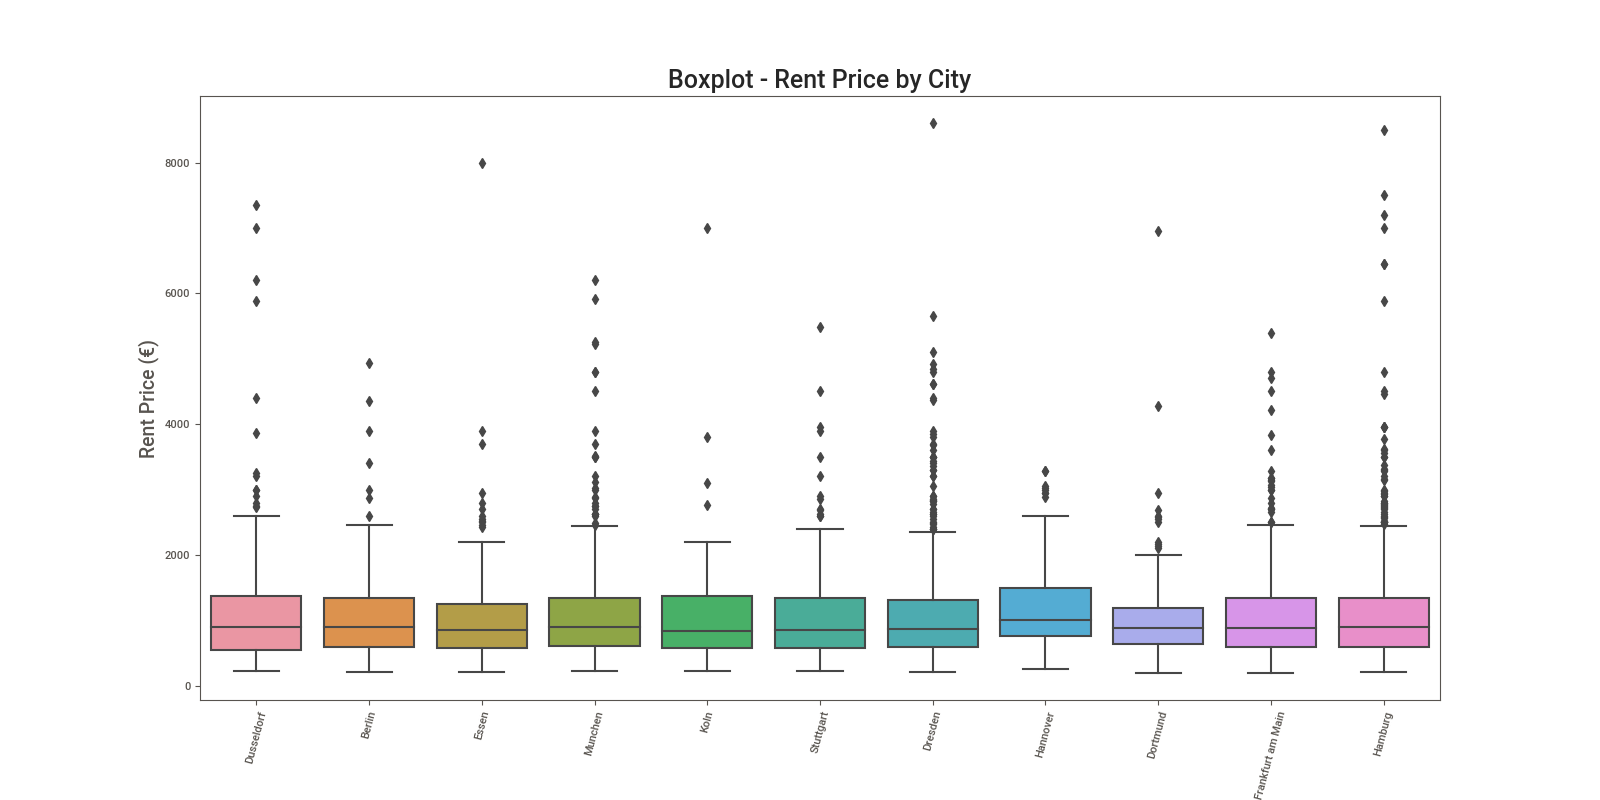 Boxplot - Rent Price by City
Rent Price (€)
8000
6000
4000
2000
0
Dusseldorf
Berlin
Essen
Munchen
Koln
Stuttgart
Dresden
Hannover
Dortmund
Frankfurt am Main
Hamburg